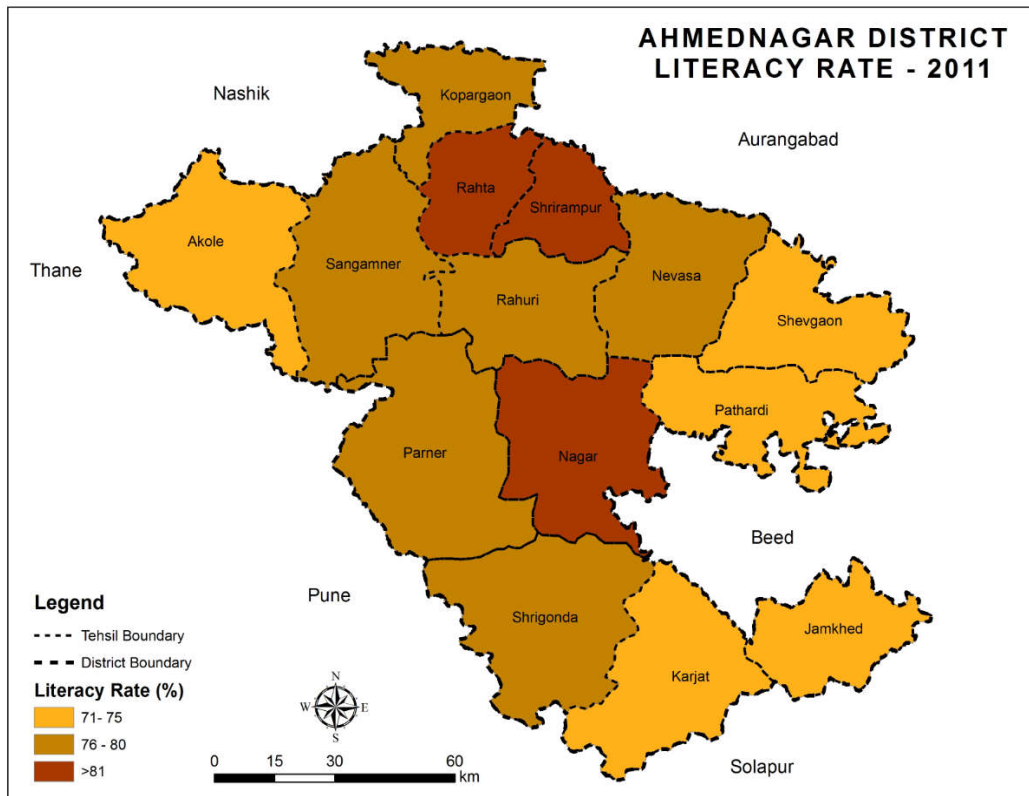 AHMEDNAGAR DISTRICT
LITERACY RATE - 2011
Nashik
Kopargaon
Aurangabad
Rahta
Shrirampur
Akole
Thane
Sangamner
Nevasa
Rahuri
Shevgaon
Pathardi
Parner
Nagar
Beed
Pune
Shrigonda
Jamkhed
Karjat
Solapur
Legend
Tehsil Boundary
District Boundary
Literacy Rate (%)
71- 75
76 - 80
>81
N
W E
S
0 15 30 60
km